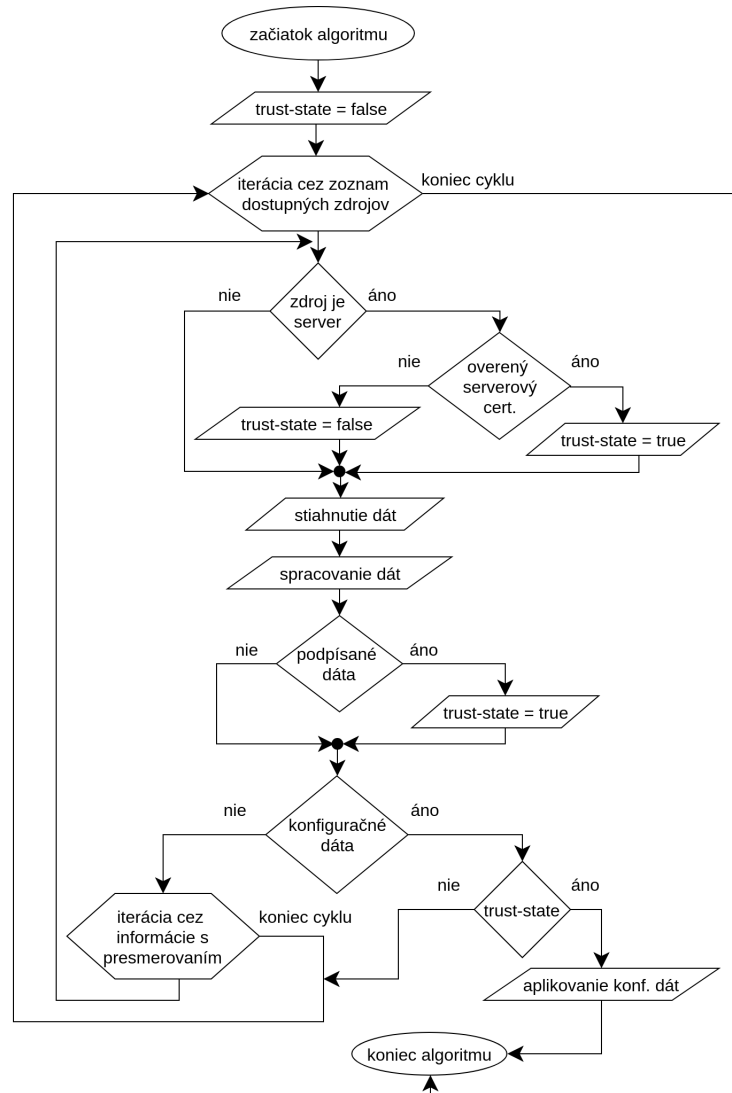 začiatok algoritmu
trust-state = false
iterácia cez zoznam
dostupných zdrojov
koniec cyklu
nie
zdroj je
server
áno
nie
overený
serverový
cert.
áno
trust-state = false
trust-state = true
stiahnutie dát
spracovanie dát
nie
podpísané
dáta
áno
trust-state = true
nie
konfiguračné
dáta
áno
nie
trust-state
áno
iterácia cez
informácie s
presmerovaním
koniec cyklu
aplikovanie konf. dát
koniec algoritmu